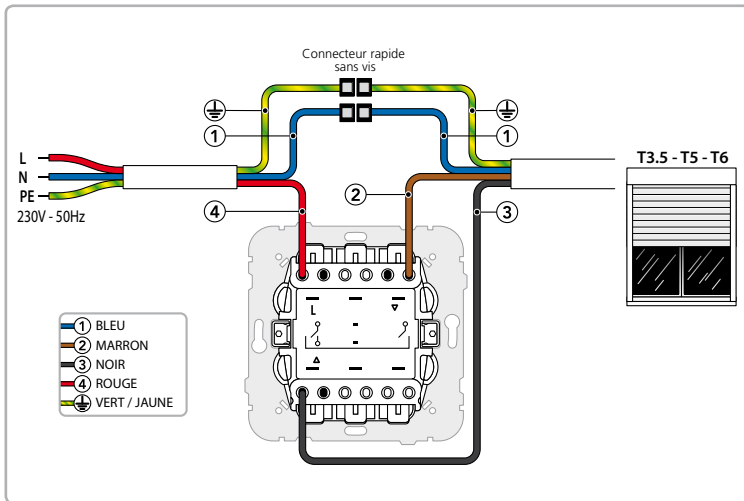 Connecteur rapide
sans vis
1
1
L
N
PE
230V - 50Hz
T3.5 - T5 - T6
2
4
3
L
1 BLEU
2 MARRON
3 NOIR
4 ROUGE
VERT / JAUNE